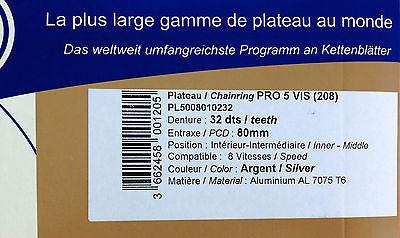 La plus large gamme de plateau au monde
Das weltweit umfangreichste Programm an Kettenblätter
Plateau / Chainring PRO 5 VIS (208)
PL5008010232
Denture : 32 dts / teeth
Entraxe / PCD : 80mm
Position : Intérieur-Intermédiaire / Inner - Middle
Compatible : 8 Vitesses / Speed
Couleur / Color : Argent / Silver
Matière / Material : Aluminium AL 7075 T6
3 662458 001205